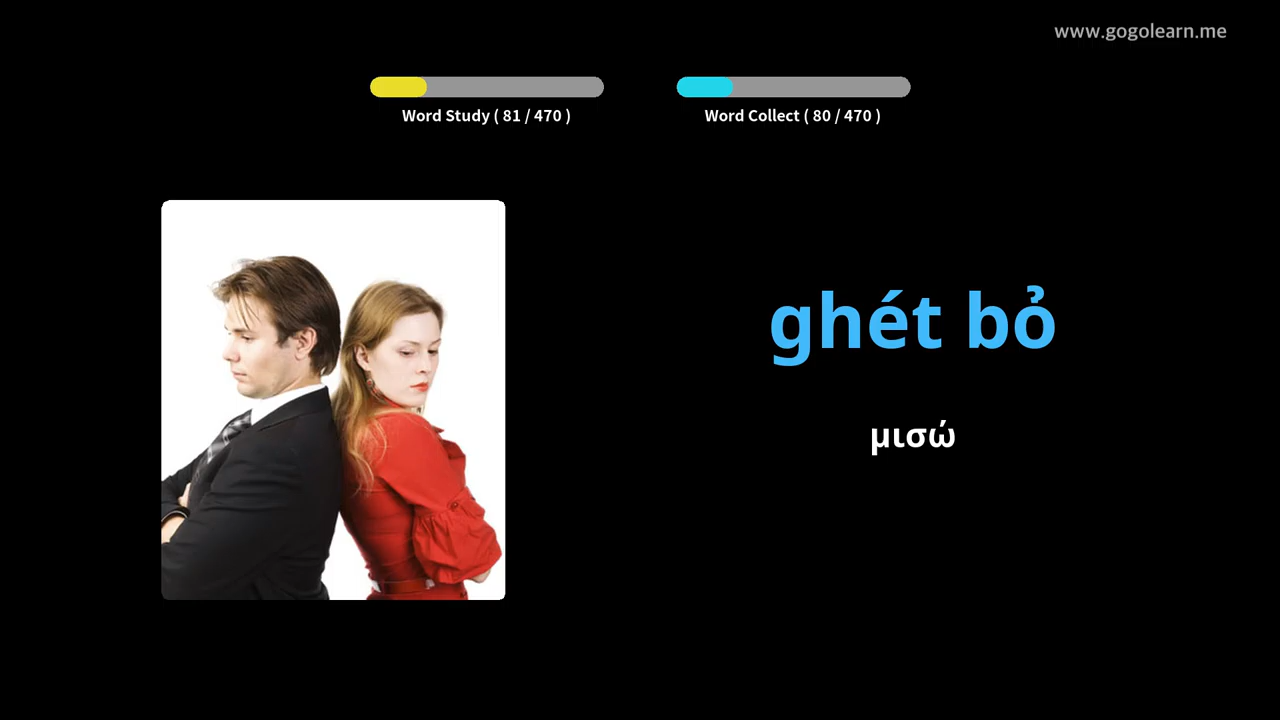 www.gogolearn.me
Word Study ( 81 / 470 )
Word Collect ( 80 / 470 )
ghét bỏ
μισώ